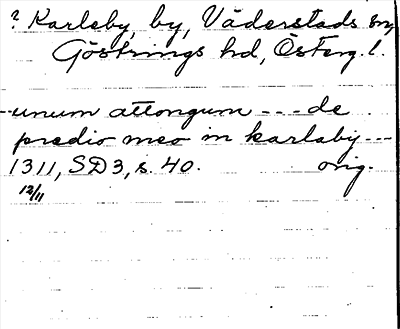 ? Karleby, by, Väderstads sn,
Göstrings hd, Österg. l.
--unum attongum --- de
predio meo in karlaby ---
1311, SD3, s. 40. orig.
12/11